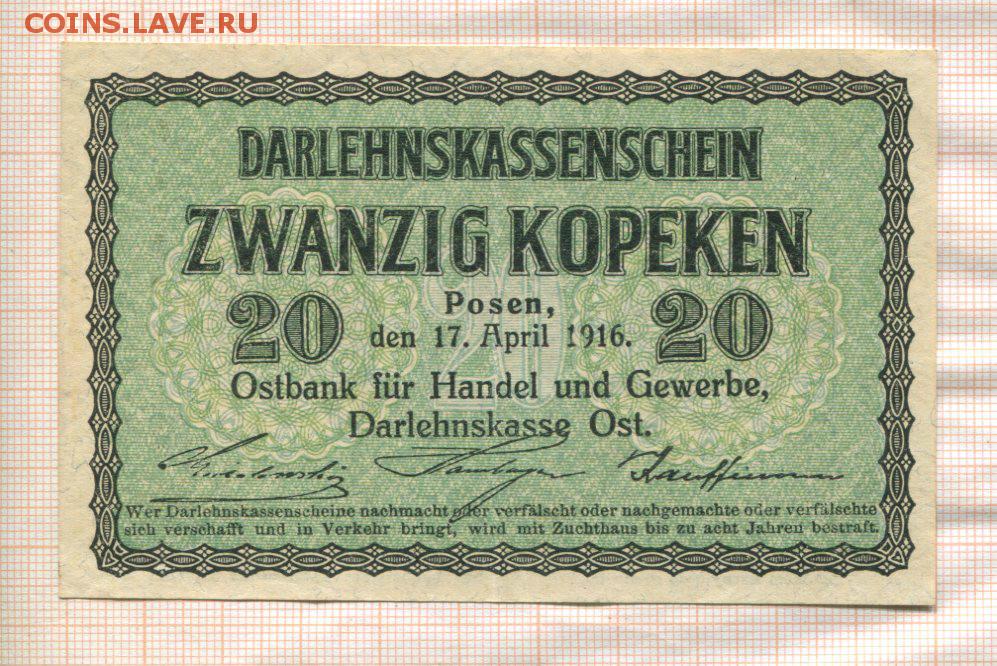 COINS.LAVE.RU
DARLEHNSKASSENSCHEIN
ZWANZIG KOPEKEN
20 Posen, 20
den 17. April 1916.
Ostbank für Handel und Gewerbe,
Darlehnskasse Ost.
Kauffmann
Wer Darlehnskassenscheine nachmacht oder verfälscht oder nachgemachte oder verfälschte
sich verschafft und in Verkehr bringt, wird mit Zuchthaus bis zu acht Jahren bestraft.